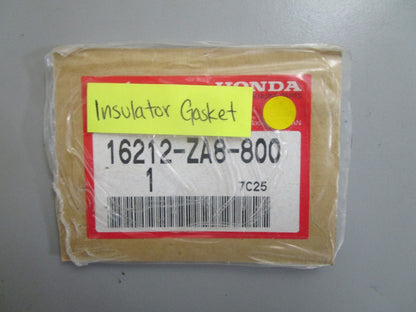 HONDA
Insulator Gasket
16212-ZA8-800
1
7C25